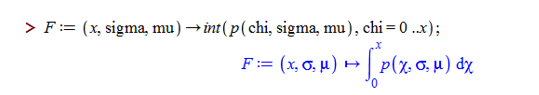 > F := (x, sigma, mu) → int(p(chi, sigma, mu), chi = 0 ..x);
F := (x, σ, μ) ↦ ∫₀ˣ p(χ, σ, μ) dχ